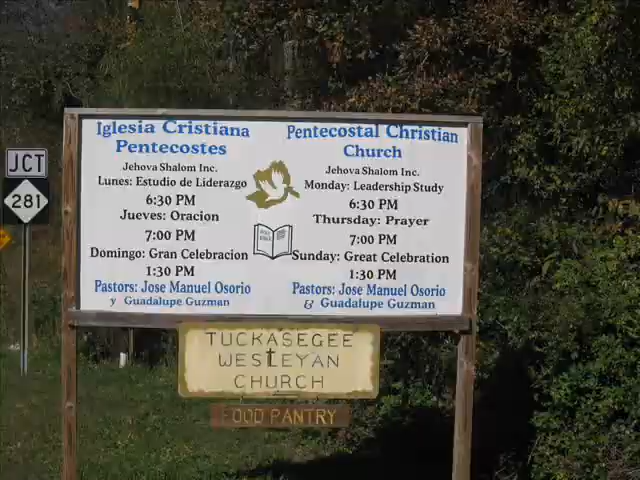 JCT
281
Iglesia Cristiana
Pentecostes
Jehova Shalom Inc.
Lunes: Estudio de Liderazgo
6:30 PM
Jueves: Oracion
7:00 PM
Domingo: Gran Celebracion
1:30 PM
Pastors: Jose Manuel Osorio
y Guadalupe Guzman
Pentecostal Christian
Church
Jehova Shalom Inc.
Monday: Leadership Study
6:30 PM
Thursday: Prayer
7:00 PM
Sunday: Great Celebration
1:30 PM
Pastors: Jose Manuel Osorio
& Guadalupe Guzman
HOLY BIBLE
TUCKASEGEE
WESLEYAN
CHURCH
FOOD PANTRY